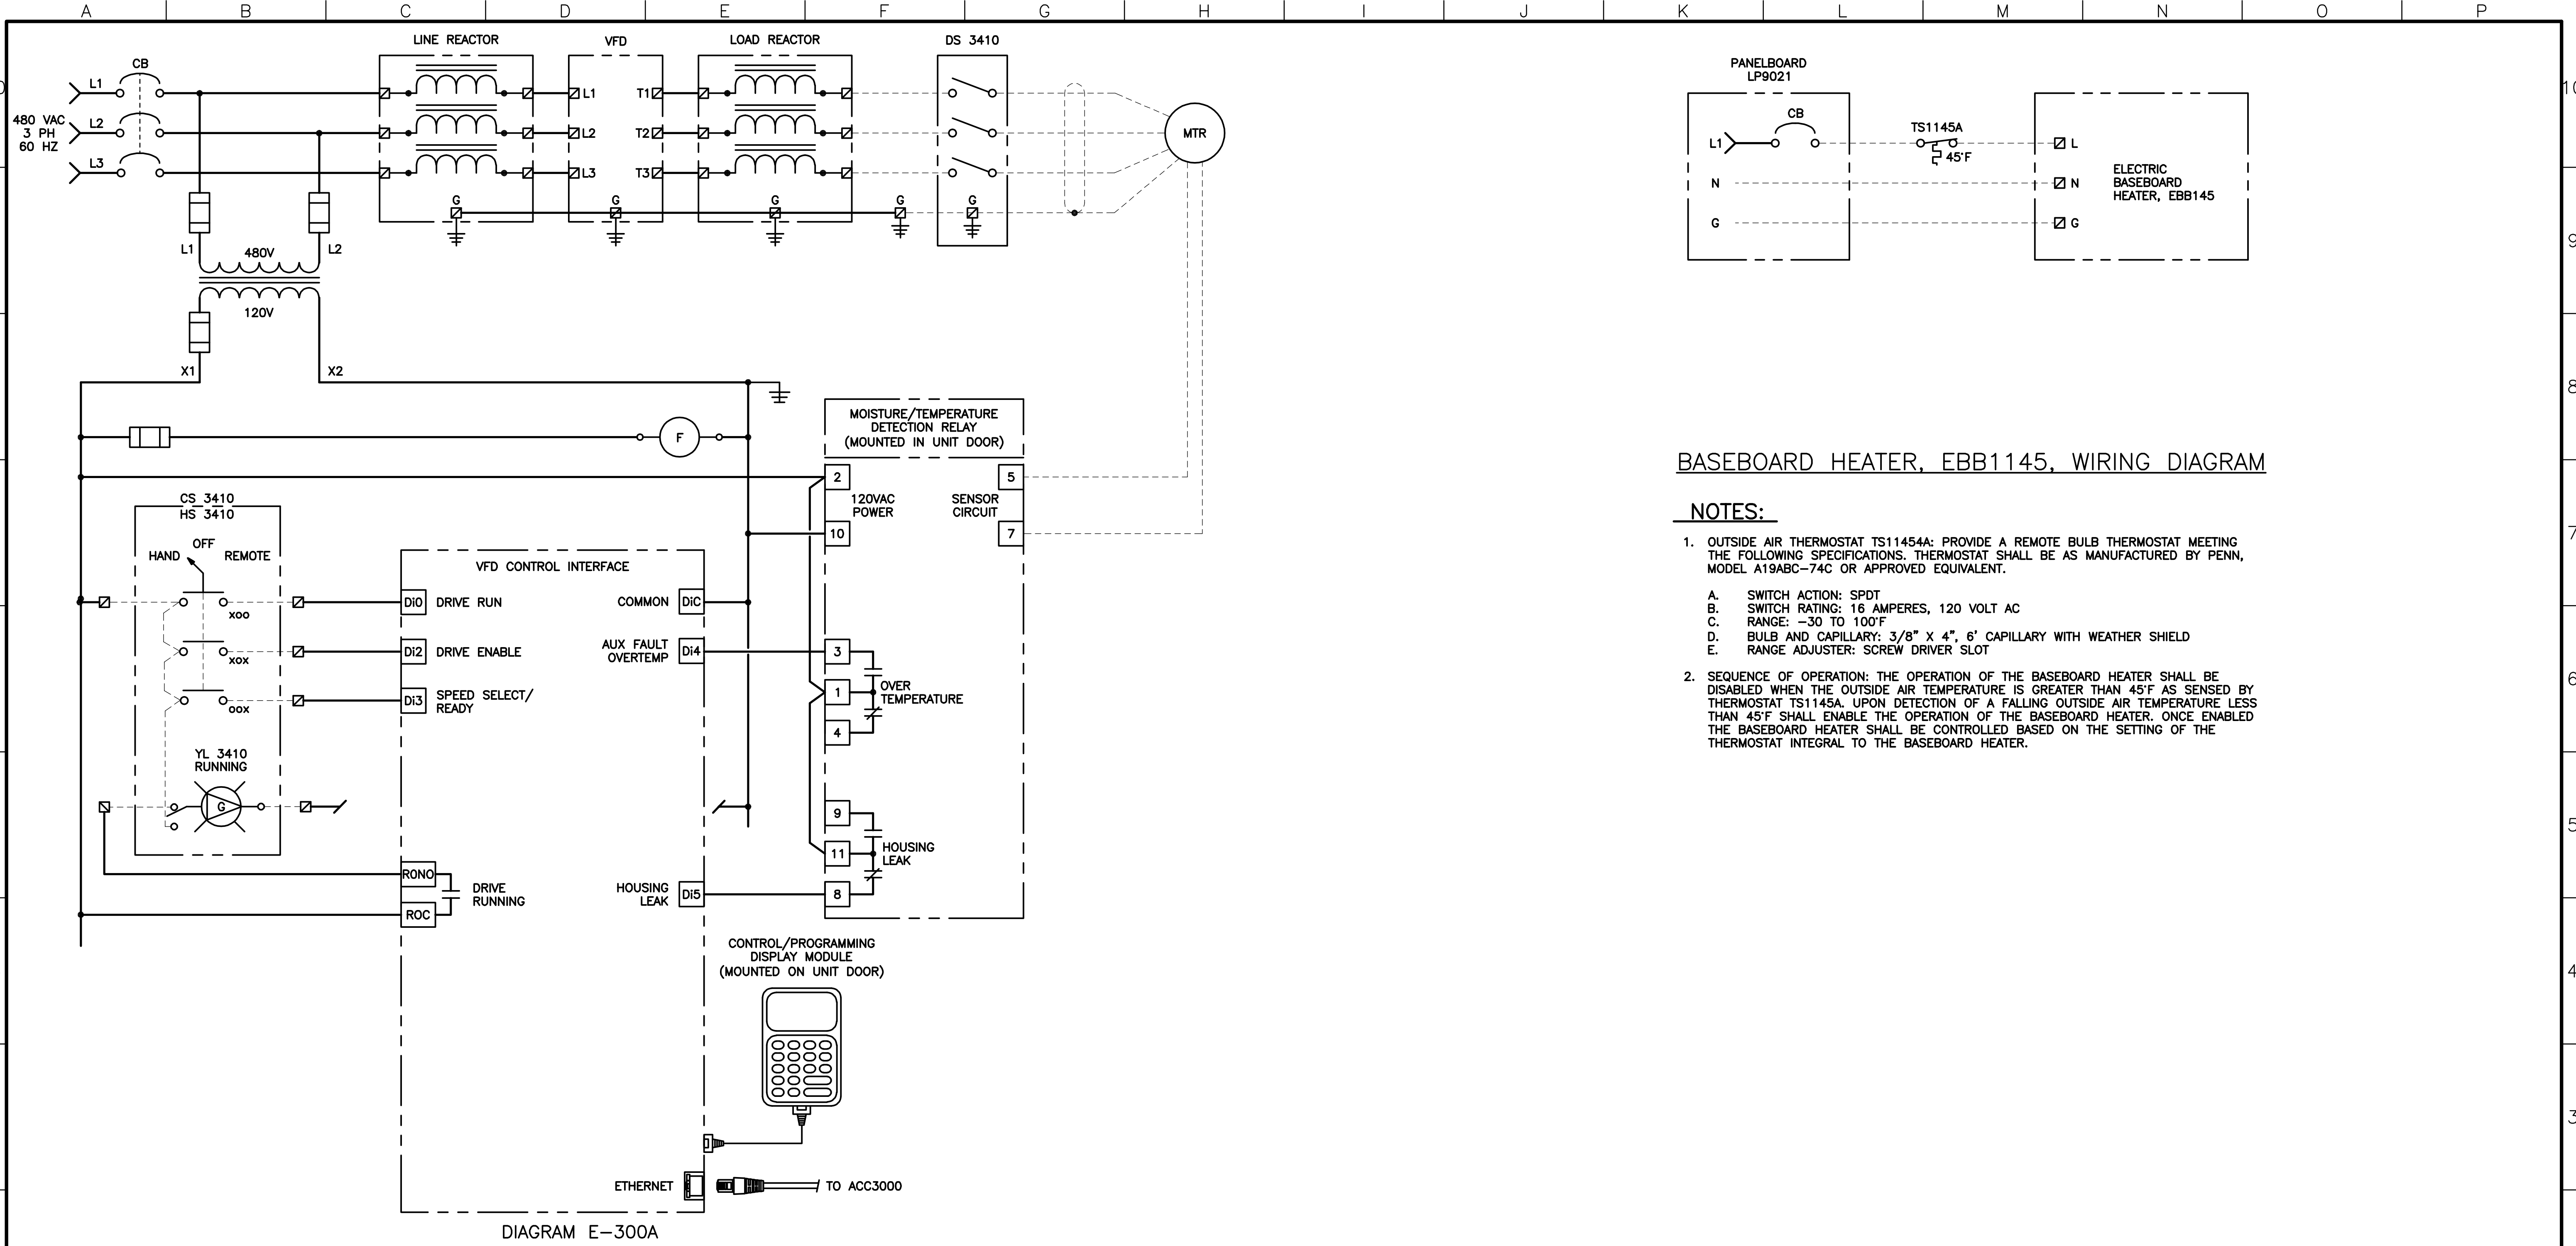 A B C D E F G H I J K L M N O P
LINE REACTOR
VFD
LOAD REACTOR
DS 3410
CB
L1
L2
L3
480 VAC
3 PH
60 HZ
L1
L2
L3
T1
T2
T3
MTR
G
G
G
G
G
L1
480V
L2
120V
X1
X2
F
MOISTURE/TEMPERATURE
DETECTION RELAY
(MOUNTED IN UNIT DOOR)
2
5
120VAC
POWER
SENSOR
CIRCUIT
10
7
CS 3410
HS 3410
OFF
HAND
REMOTE
xoo
xox
oox
YL 3410
RUNNING
G
VFD CONTROL INTERFACE
Di0 DRIVE RUN
COMMON DiC
Di2 DRIVE ENABLE
AUX FAULT
OVERTEMP
Di4
Di3
SPEED SELECT/
READY
3
1
4
OVER
TEMPERATURE
9
11
8
HOUSING
LEAK
R0NO
ROC
DRIVE
RUNNING
HOUSING
LEAK
Di5
CONTROL/PROGRAMMING
DISPLAY MODULE
(MOUNTED ON UNIT DOOR)
ETHERNET
TO ACC3000
DIAGRAM E-300A
PANELBOARD
LP9021
CB
L1
N
G
TS1145A
45°F
L
N
G
ELECTRIC
BASEBOARD
HEATER, EBB145
BASEBOARD HEATER, EBB1145, WIRING DIAGRAM
NOTES:
1. OUTSIDE AIR THERMOSTAT TS11454A: PROVIDE A REMOTE BULB THERMOSTAT MEETING
THE FOLLOWING SPECIFICATIONS. THERMOSTAT SHALL BE AS MANUFACTURED BY PENN,
MODEL A19ABC-74C OR APPROVED EQUIVALENT.
A. SWITCH ACTION: SPDT
B. SWITCH RATING: 16 AMPERES, 120 VOLT AC
C. RANGE: -30 TO 100°F
D. BULB AND CAPILLARY: 3/8" X 4", 6' CAPILLARY WITH WEATHER SHIELD
E. RANGE ADJUSTER: SCREW DRIVER SLOT
2. SEQUENCE OF OPERATION: THE OPERATION OF THE BASEBOARD HEATER SHALL BE
DISABLED WHEN THE OUTSIDE AIR TEMPERATURE IS GREATER THAN 45°F AS SENSED BY
THERMOSTAT TS1145A. UPON DETECTION OF A FALLING OUTSIDE AIR TEMPERATURE LESS
THAN 45°F SHALL ENABLE THE OPERATION OF THE BASEBOARD HEATER. ONCE ENABLED
THE BASEBOARD HEATER SHALL BE CONTROLLED BASED ON THE SETTING OF THE
THERMOSTAT INTEGRAL TO THE BASEBOARD HEATER.
10
9
8
7
6
5
4
3